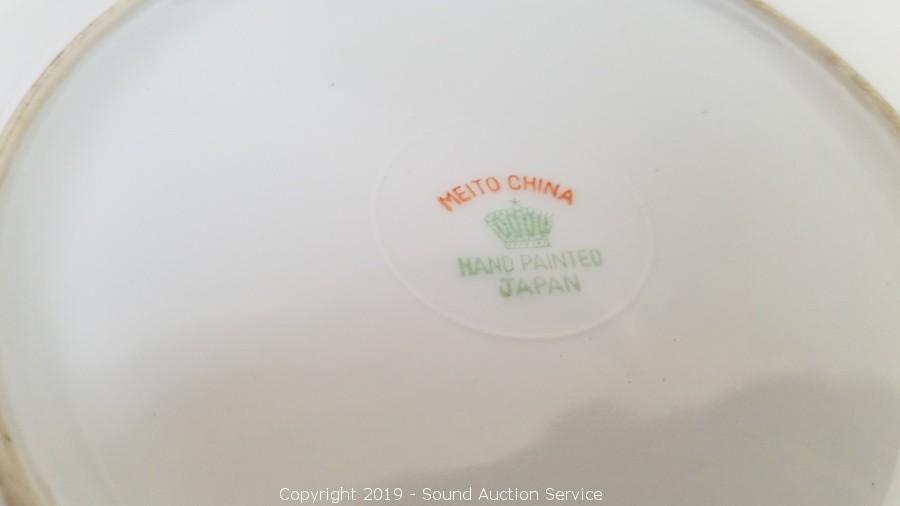 MEITO CHINA
HAND PAINTED
JAPAN
Copyright 2019 - Sound Auction Service